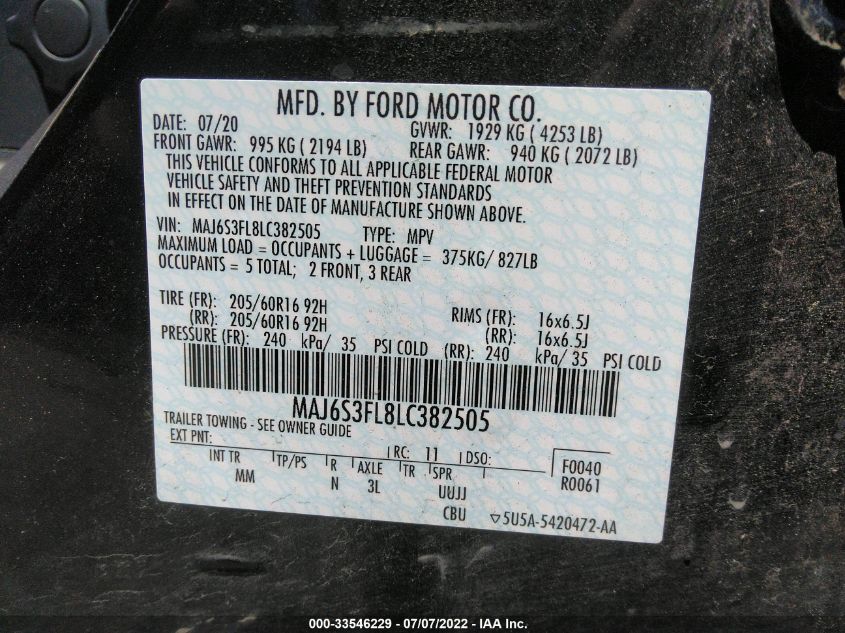 MFD. BY FORD MOTOR CO.
DATE: 07/20 GVWR: 1929 KG ( 4253 LB)
FRONT GAWR: 995 KG ( 2194 LB) REAR GAWR: 940 KG ( 2072 LB)
THIS VEHICLE CONFORMS TO ALL APPLICABLE FEDERAL MOTOR
VEHICLE SAFETY AND THEFT PREVENTION STANDARDS
IN EFFECT ON THE DATE OF MANUFACTURE SHOWN ABOVE.
VIN: MAJ6S3FL8LC382505 TYPE: MPV
MAXIMUM LOAD = OCCUPANTS + LUGGAGE = 375KG/ 827LB
OCCUPANTS = 5 TOTAL; 2 FRONT, 3 REAR
TIRE (FR): 205/60R16 92H RIMS (FR): 16x6.5J
(RR): 205/60R16 92H (RR): 16x6.5J
PRESSURE (FR): 240 kPa/ 35 PSI COLD (RR): 240 kPa/ 35 PSI COLD
MAJ6S3FL8LC382505
TRAILER TOWING - SEE OWNER GUIDE
EXT PNT: RC: 11 DSO: F0040
INT TR TP/PS R AXLE TR SPR R0061
MM N 3L UUJJ
CBU 5U5A-5420472-AA
000-33546229 - 07/07/2022 - IAA Inc.